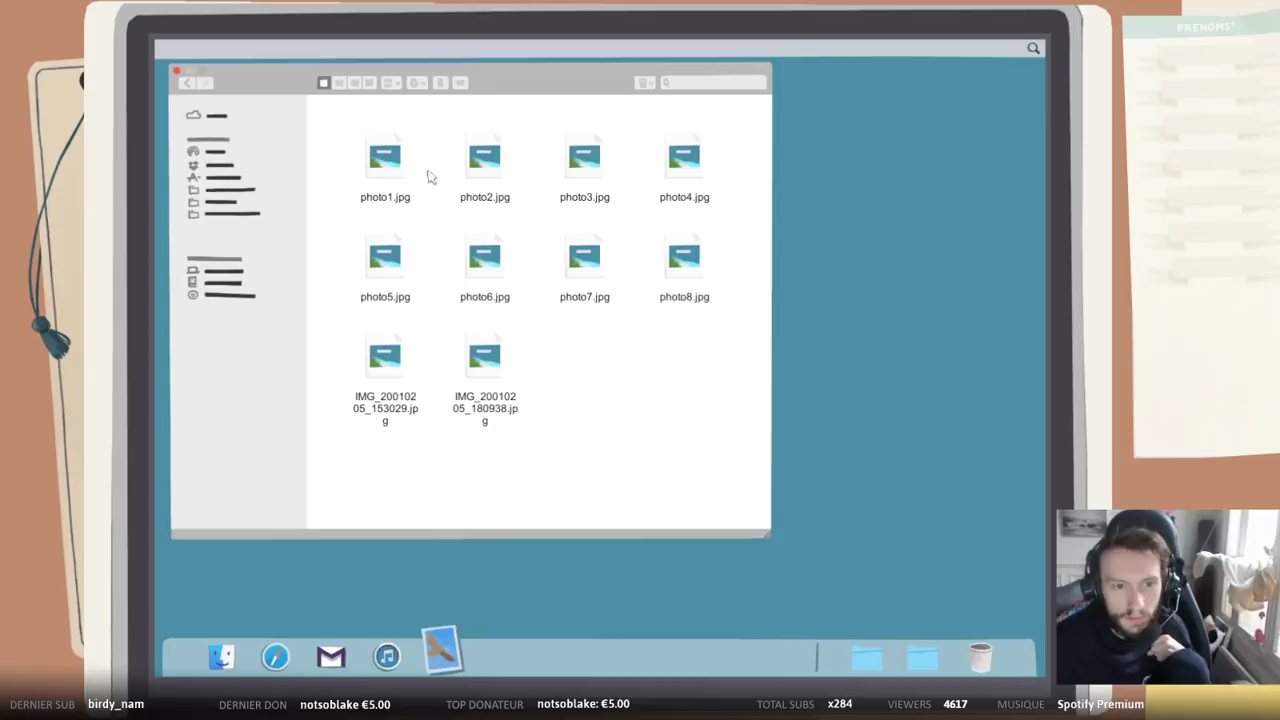 PRENOMS*
photo1.jpg photo2.jpg photo3.jpg photo4.jpg
photo5.jpg photo6.jpg photo7.jpg photo8.jpg
IMG_200102
05_153029.jp
g
IMG_200102
05_180938.jp
g
DERNIER SUB birdy_nam DERNIER DON notsoblake €5.00 TOP DONATEUR notsoblake: €5.00 TOTAL SUBS x284 VIEWERS 4617 MUSIQUE Spotify Premium